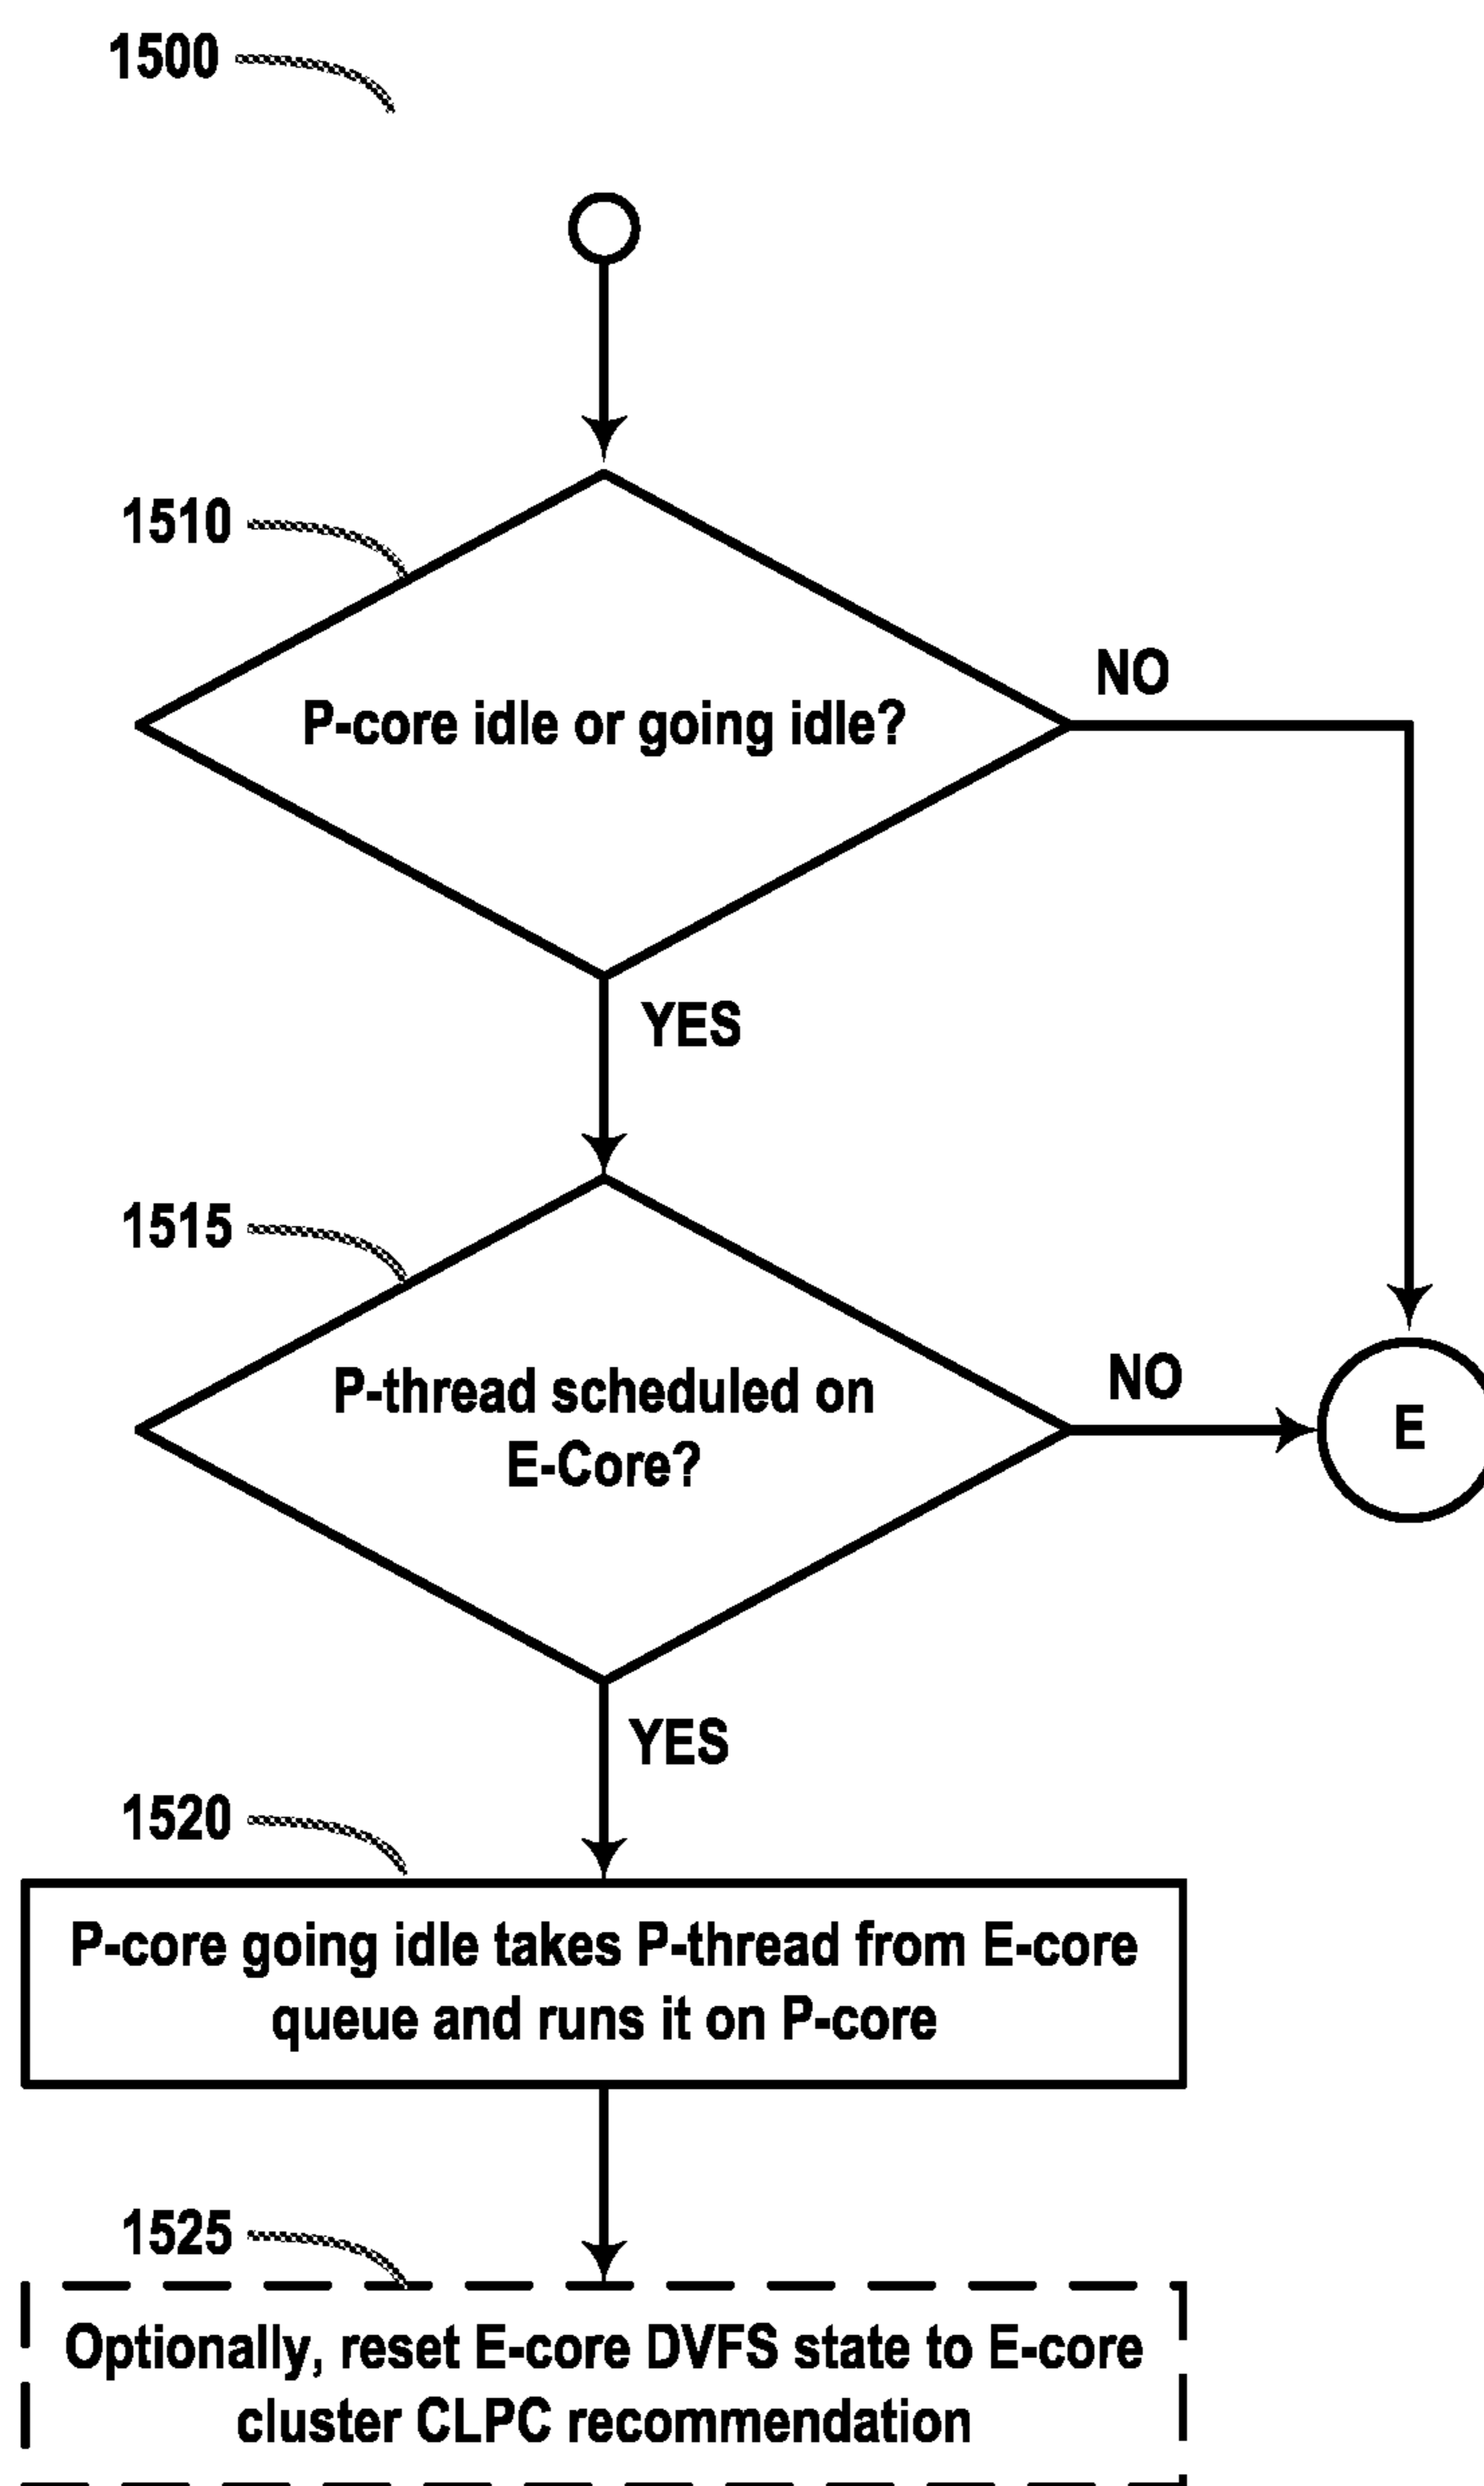 1500
1510
P-core idle or going idle?
NO
YES
1515
P-thread scheduled on
E-Core?
NO
E
YES
1520
P-core going idle takes P-thread from E-core
queue and runs it on P-core
1525
Optionally, reset E-core DVFS state to E-core
cluster CLPC recommendation